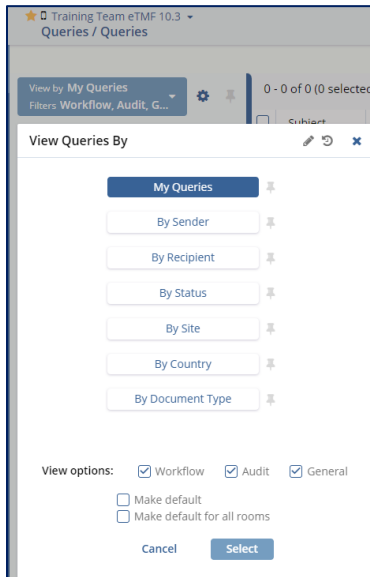 Training Team eTMF 10.3
Queries / Queries
View by My Queries
Filters Workflow, Audit, G...
0 - 0 of 0 (0 selected
Subject
View Queries By
My Queries
By Sender
By Recipient
By Status
By Site
By Country
By Document Type
View options: Workflow Audit General
Make default
Make default for all rooms
Cancel Select